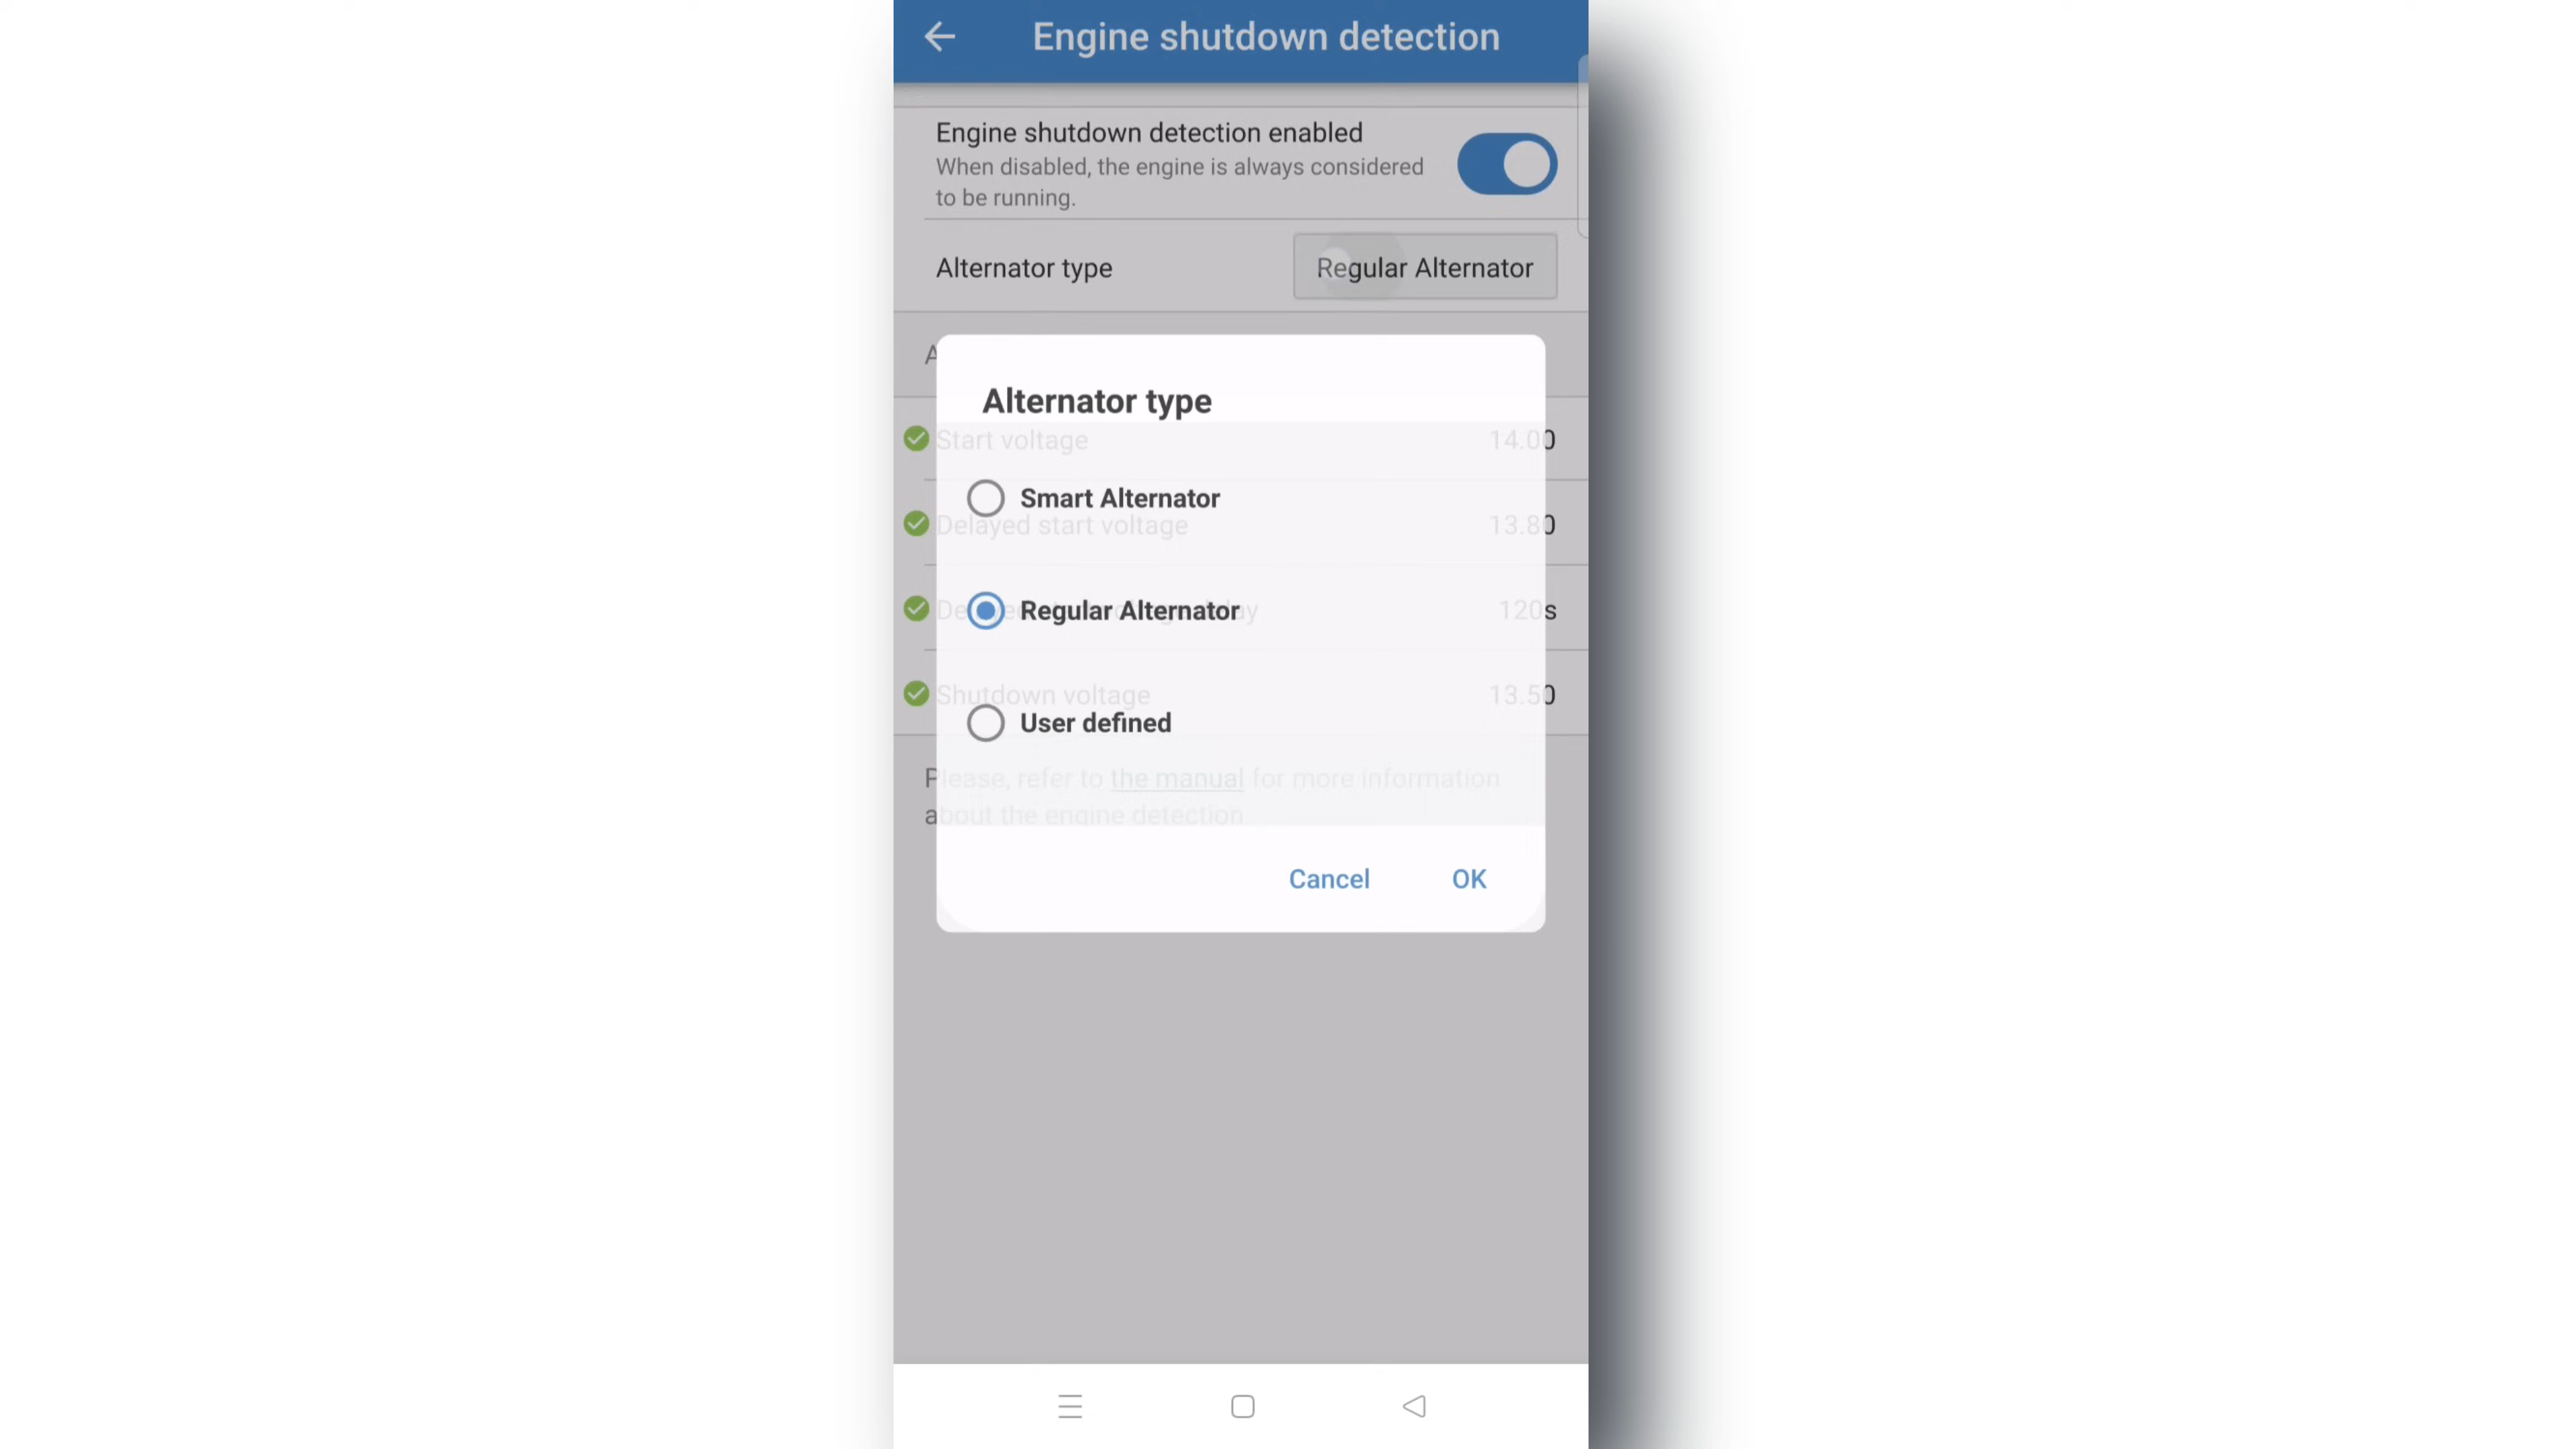 Engine shutdown detection
Engine shutdown detection enabled
When disabled, the engine is always considered
to be running.
Alternator type Regular Alternator
A
Alternator type
Start voltage 14.00
Smart Alternator
Delayed start voltage 13.80
Regular Alternator
120s
Shutdown voltage 13.50
User defined
Please, refer to the manual for more information
about the engine detection
Cancel OK